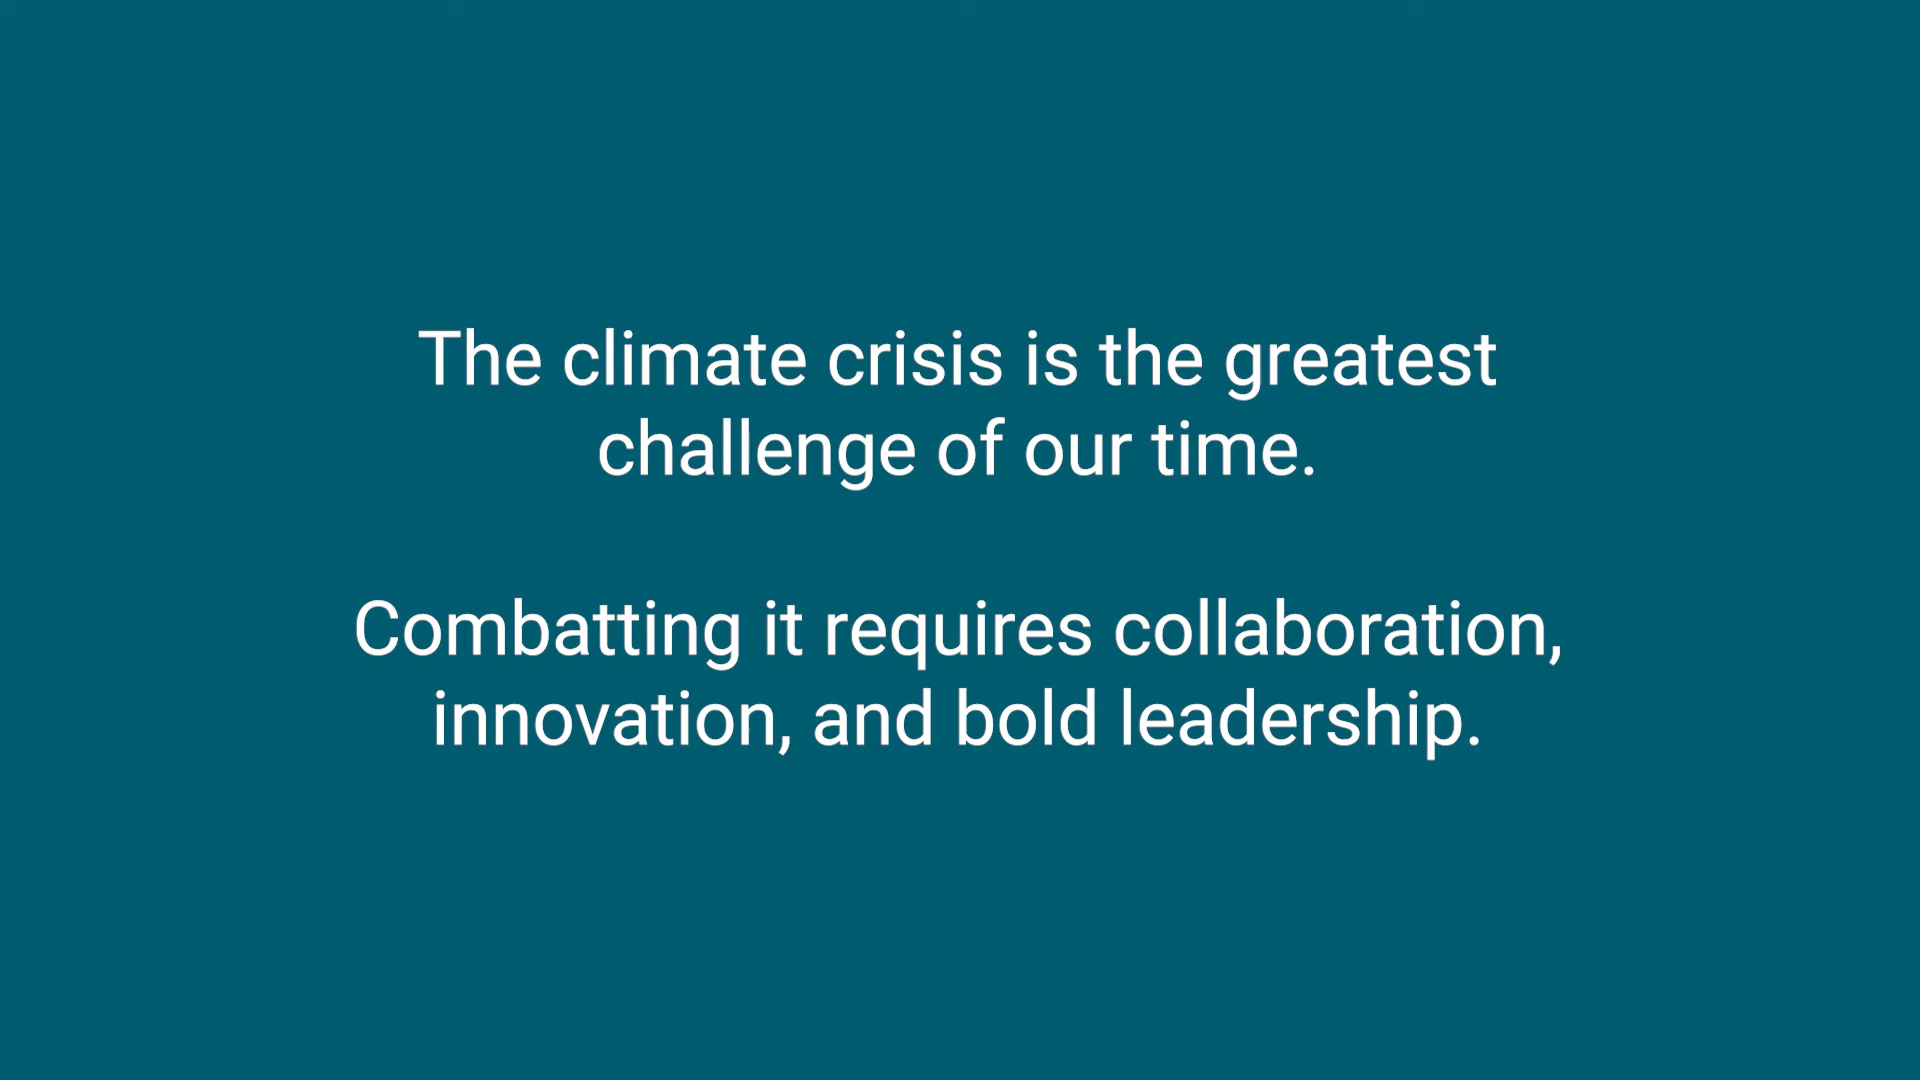 The climate crisis is the greatest
challenge of our time.
Combatting it requires collaboration,
innovation, and bold leadership.